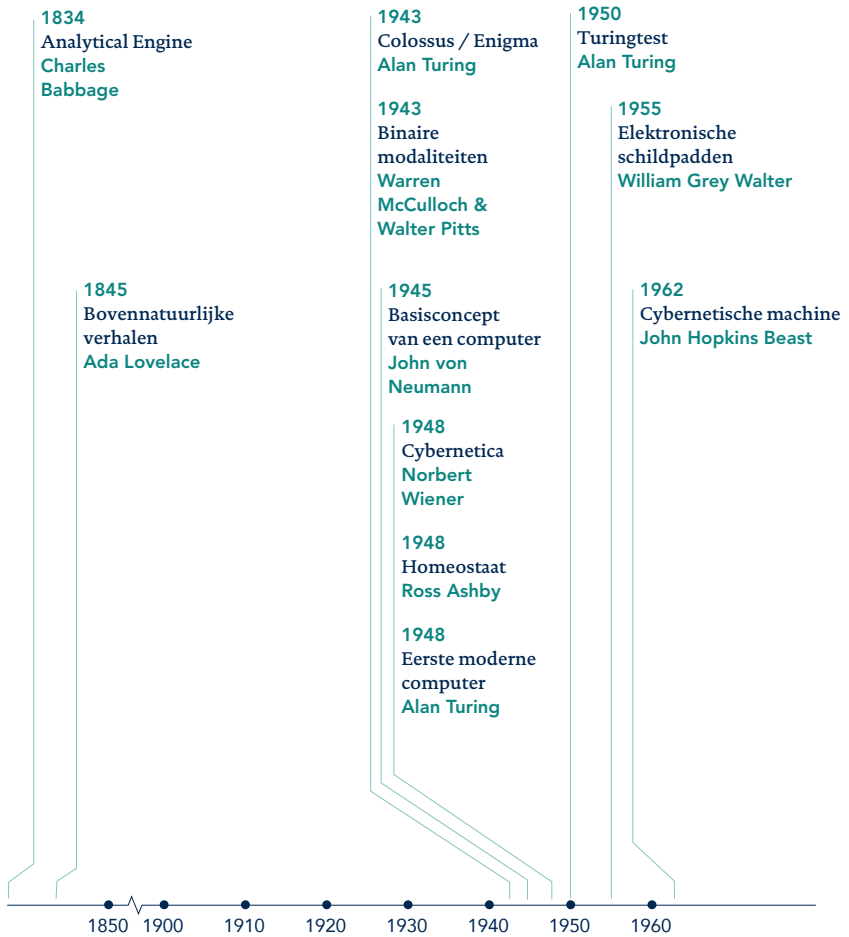 1834
Analytical Engine
Charles
Babbage
1845
Bovennatuurlijke
verhalen
Ada Lovelace
1943
Colossus / Enigma
Alan Turing
1943
Binaire
modaliteiten
Warren
McCulloch &
Walter Pitts
1945
Basisconcept
van een computer
John von
Neumann
1948
Cybernetica
Norbert
Wiener
1948
Homeostaat
Ross Ashby
1948
Eerste moderne
computer
Alan Turing
1950
Turingtest
Alan Turing
1955
Elektronische
schildpadden
William Grey Walter
1962
Cybernetische machine
John Hopkins Beast
1850 1900 1910 1920 1930 1940 1950 1960